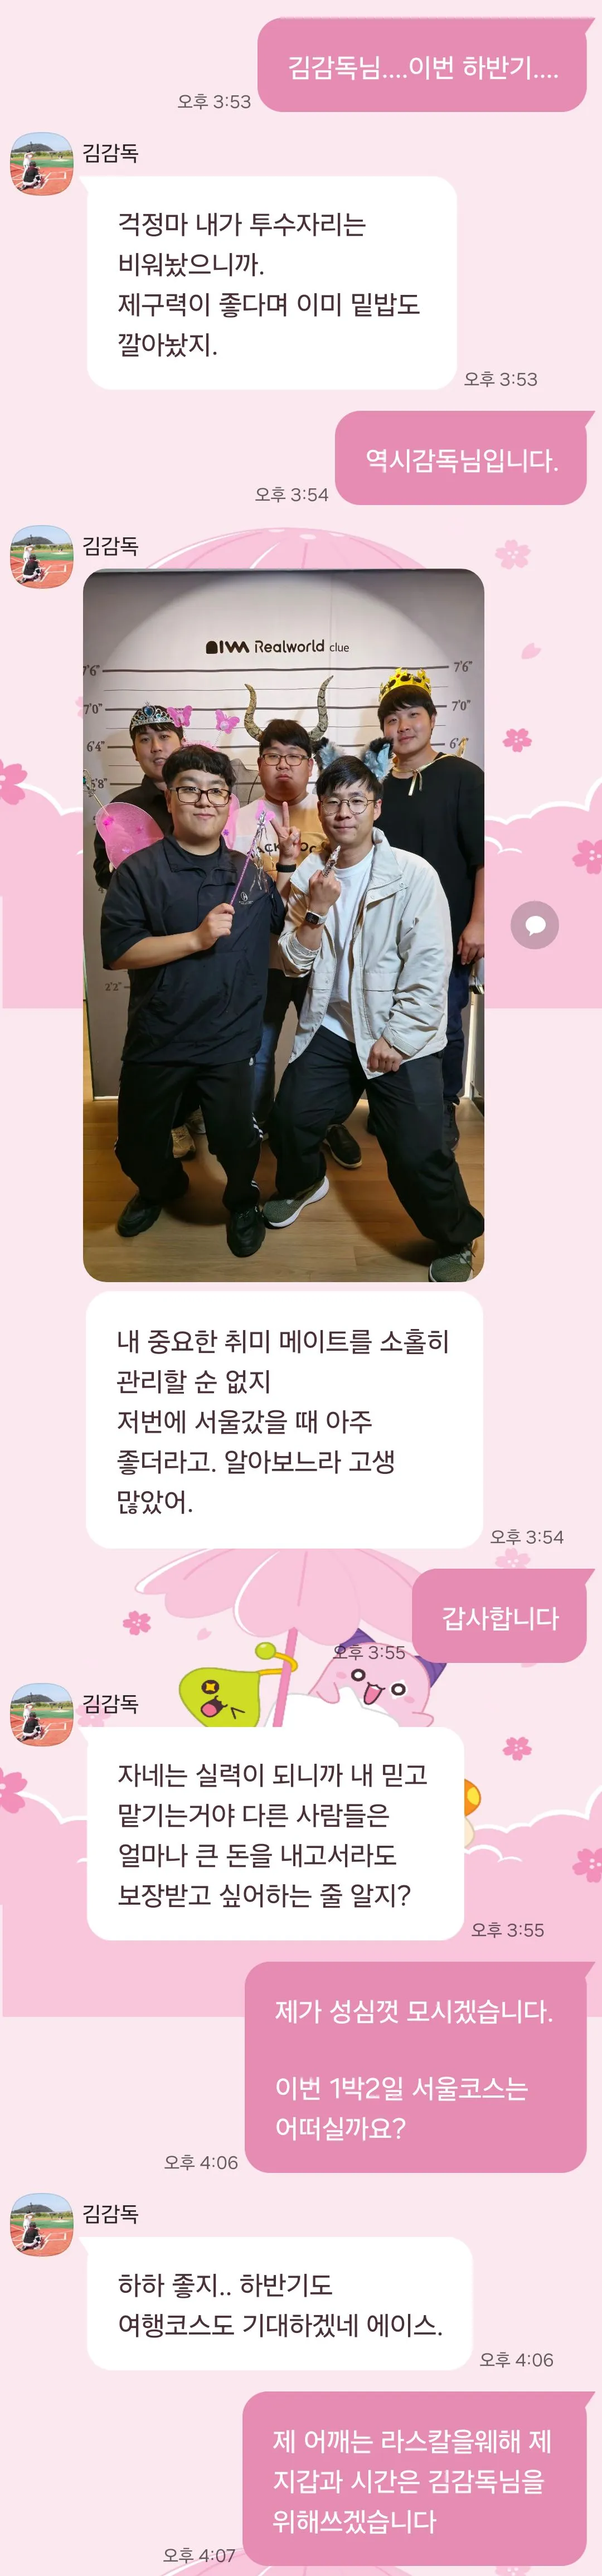 김감독님....이번 하반기....
오후 3:53
김감독
걱정마 내가 투수자리는
비워놨으니까.
제구력이 좋다며 이미 밑밥도
깔아놨지.
오후 3:53
역시감독님입니다.
오후 3:54
김감독
Realworld clue
7'6" 7'6"
7'0" 7'0"
6'4" 6'4"
5'8"
2'2"
내 중요한 취미 메이트를 소홀히
관리할 순 없지
저번에 서울갔을 때 아주
좋더라고. 알아보느라 고생
많았어.
오후 3:54
갑사합니다
오후 3:55
김감독
자네는 실력이 되니까 내 믿고
맡기는거야 다른 사람들은
얼마나 큰 돈을 내고서라도
보장받고 싶어하는 줄 알지?
오후 3:55
제가 성심껏 모시겠습니다.
이번 1박2일 서울코스는
어떠실까요?
오후 4:06
김감독
하하 좋지.. 하반기도
여행코스도 기대하겠네 에이스.
오후 4:06
제 어깨는 라스칼을웨해 제
지갑과 시간은 김감독님을
위해쓰겠습니다
오후 4:07